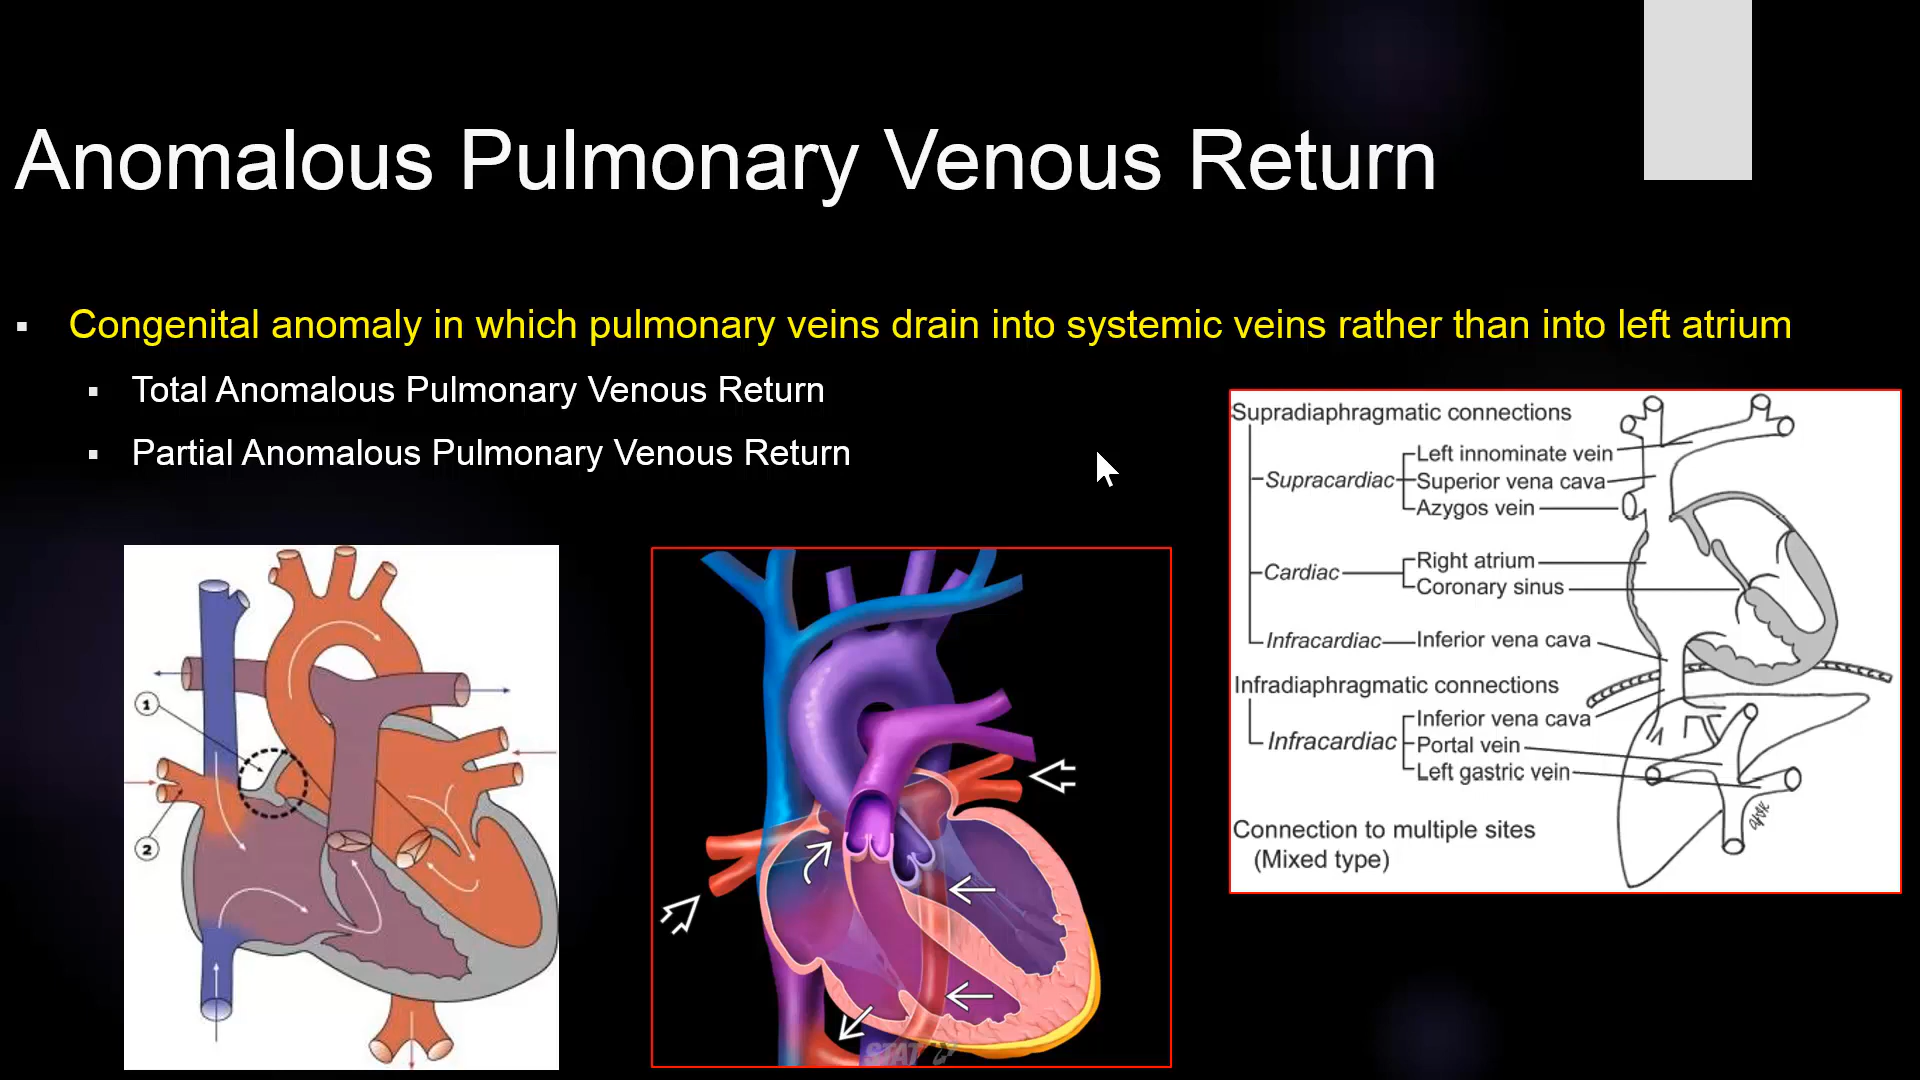 Anomalous Pulmonary Venous Return
Congenital anomaly in which pulmonary veins drain into systemic veins rather than into left atrium
Total Anomalous Pulmonary Venous Return
Partial Anomalous Pulmonary Venous Return
1
2
STAT
Supradiaphragmatic connections
Supracardiac
Left innominate vein
Superior vena cava
Azygos vein
Cardiac
Right atrium
Coronary sinus
Infracardiac
Inferior vena cava
Infradiaphragmatic connections
Infracardiac
Inferior vena cava
Portal vein
Left gastric vein
Connection to multiple sites
(Mixed type)